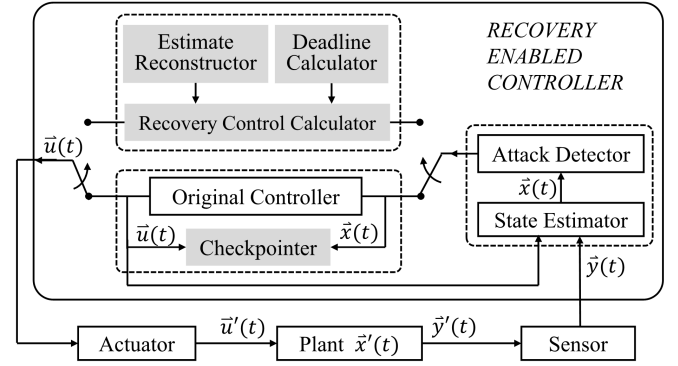 Estimate
Reconstructor
Deadline
Calculator
RECOVERY
ENABLED
CONTROLLER
Recovery Control Calculator
u⃗(t)
Original Controller
u⃗(t)
Checkpointer
x⃗(t)
Attack Detector
x⃗(t)
State Estimator
y⃗(t)
Actuator
u⃗′(t)
Plant x⃗′(t)
y⃗′(t)
Sensor